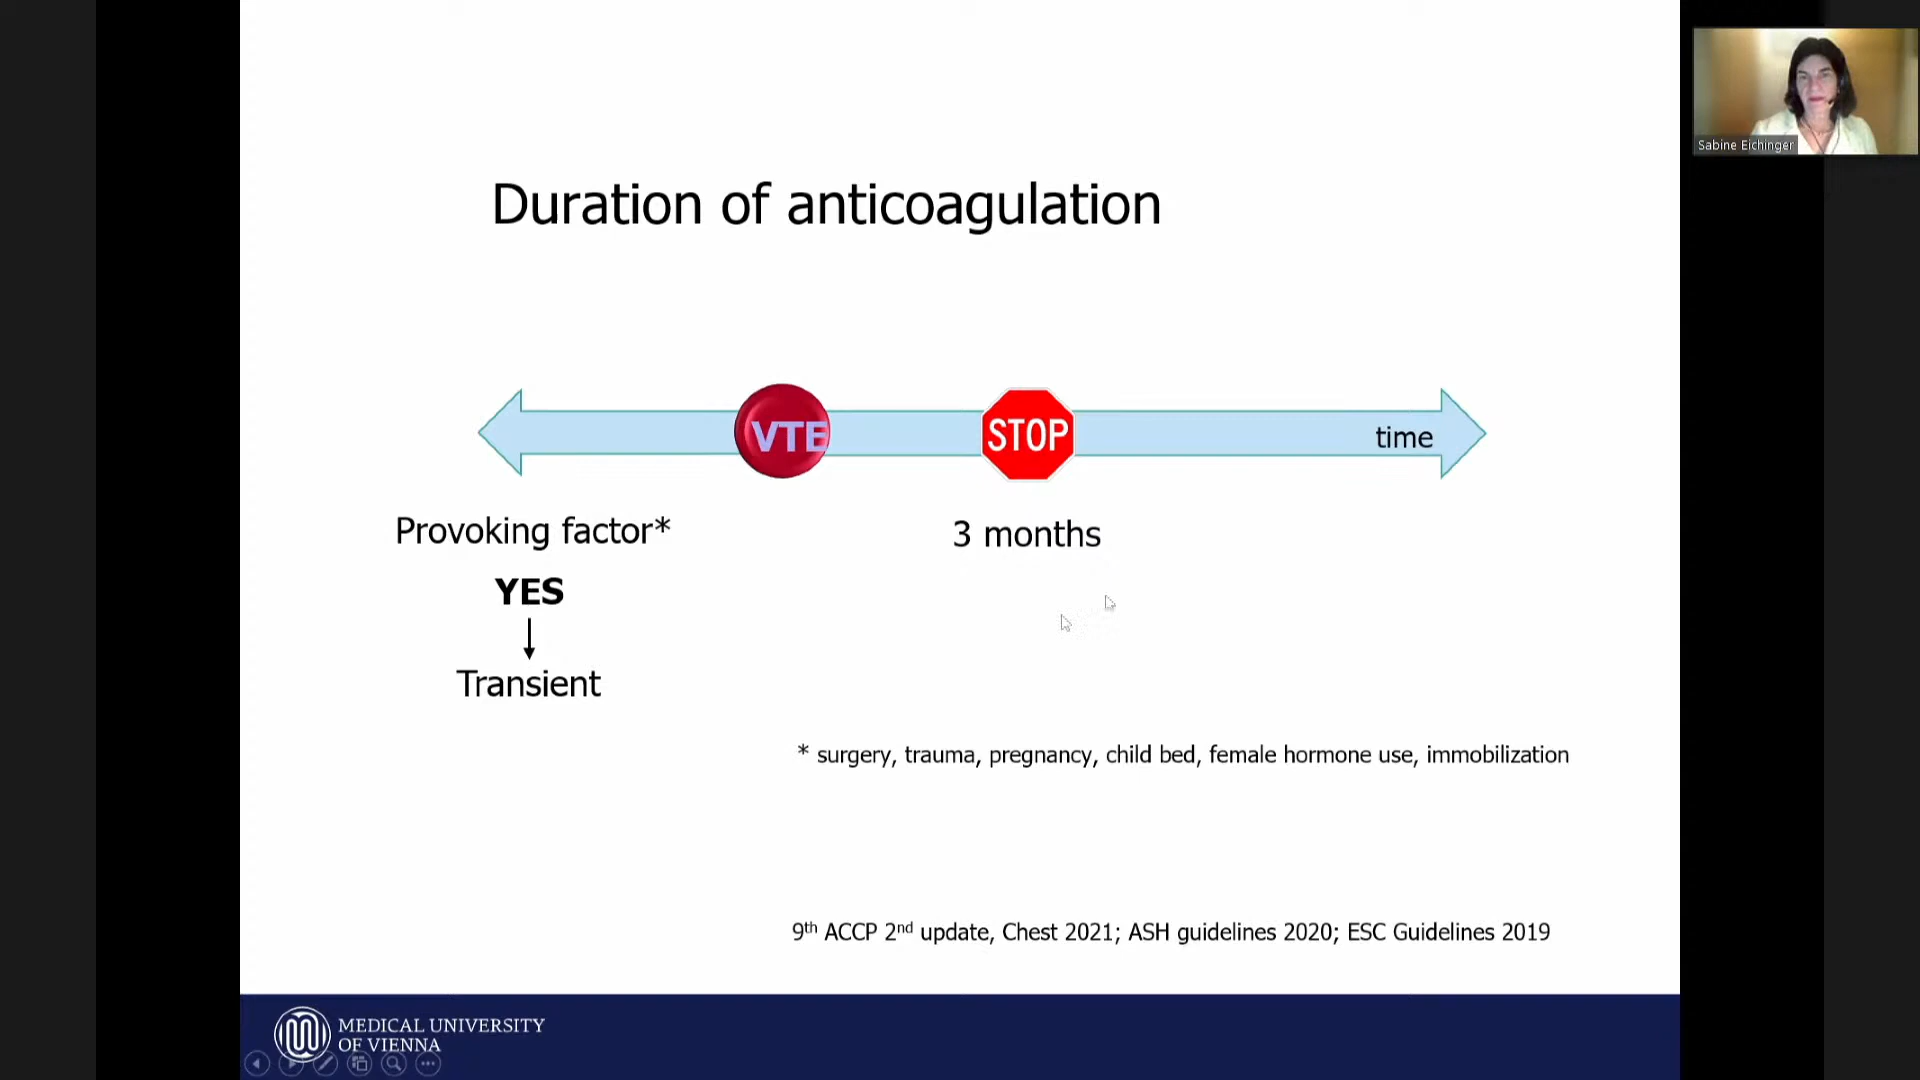 Sabine Eichinger
Duration of anticoagulation
VTE
STOP
time
Provoking factor*
3 months
YES
Transient
* surgery, trauma, pregnancy, child bed, female hormone use, immobilization
9th ACCP 2nd update, Chest 2021; ASH guidelines 2020; ESC Guidelines 2019
MEDICAL UNIVERSITY
OF VIENNA